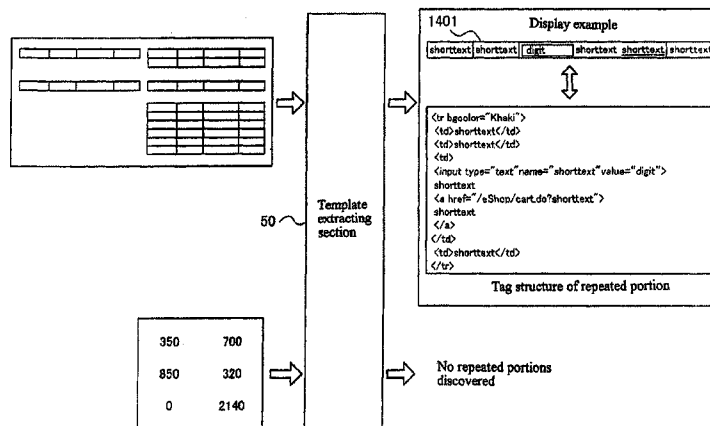 1401
Display example
shorttext shorttext digit shorttext shorttext shorttext
<tr bgcolor="Khaki">
<td>shorttext</td>
<td>shorttext</td>
<td>
<input type="text"name="shorttext"value="digit">
shorttext
<a href="/eShop/cart.do?shorttext">
shorttext
</a>
</td>
<td>shorttext</td>
</tr>
Tag structure of repeated portion
50
Template
extracting
section
350 700
850 320
0 2140
No repeated portions
discovered